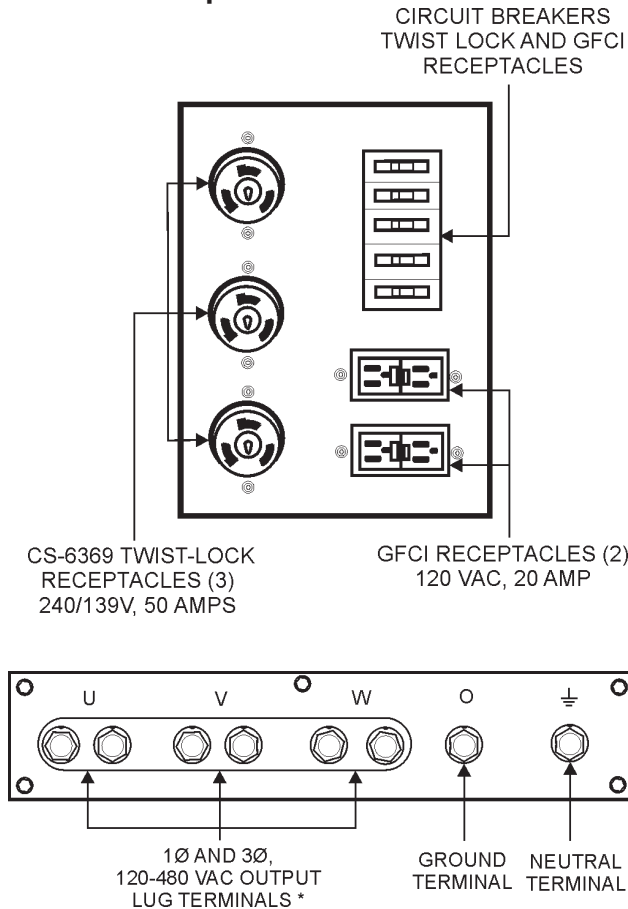 CIRCUIT BREAKERS
TWIST LOCK AND GFCI
RECEPTACLES
CS-6369 TWIST-LOCK
RECEPTACLES (3)
240/139V, 50 AMPS
GFCI RECEPTACLES (2)
120 VAC, 20 AMP
U V W O
1Ø AND 3Ø,
120-480 VAC OUTPUT
LUG TERMINALS *
GROUND
TERMINAL
NEUTRAL
TERMINAL